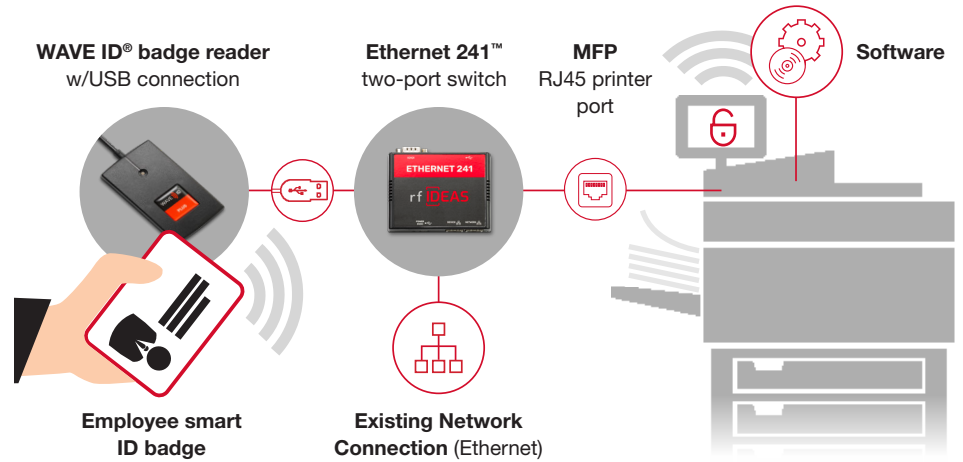 WAVE ID® badge reader
w/USB connection
Ethernet 241™
two-port switch
MFP
RJ45 printer
port
Software
ETHERNET 241
rf IDEAS
Employee smart
ID badge
Existing Network
Connection (Ethernet)